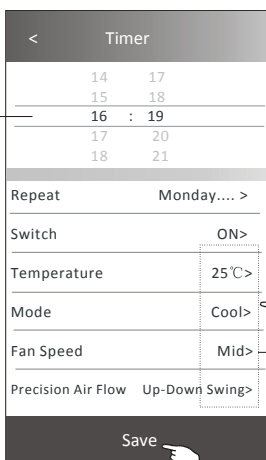 < Timer
14 17
15 18
16 : 19
17 20
18 21
Repeat Monday.... >
Switch ON>
Temperature 25℃>
Mode Cool>
Fan Speed Mid>
Precision Air Flow Up-Down Swing>
Save